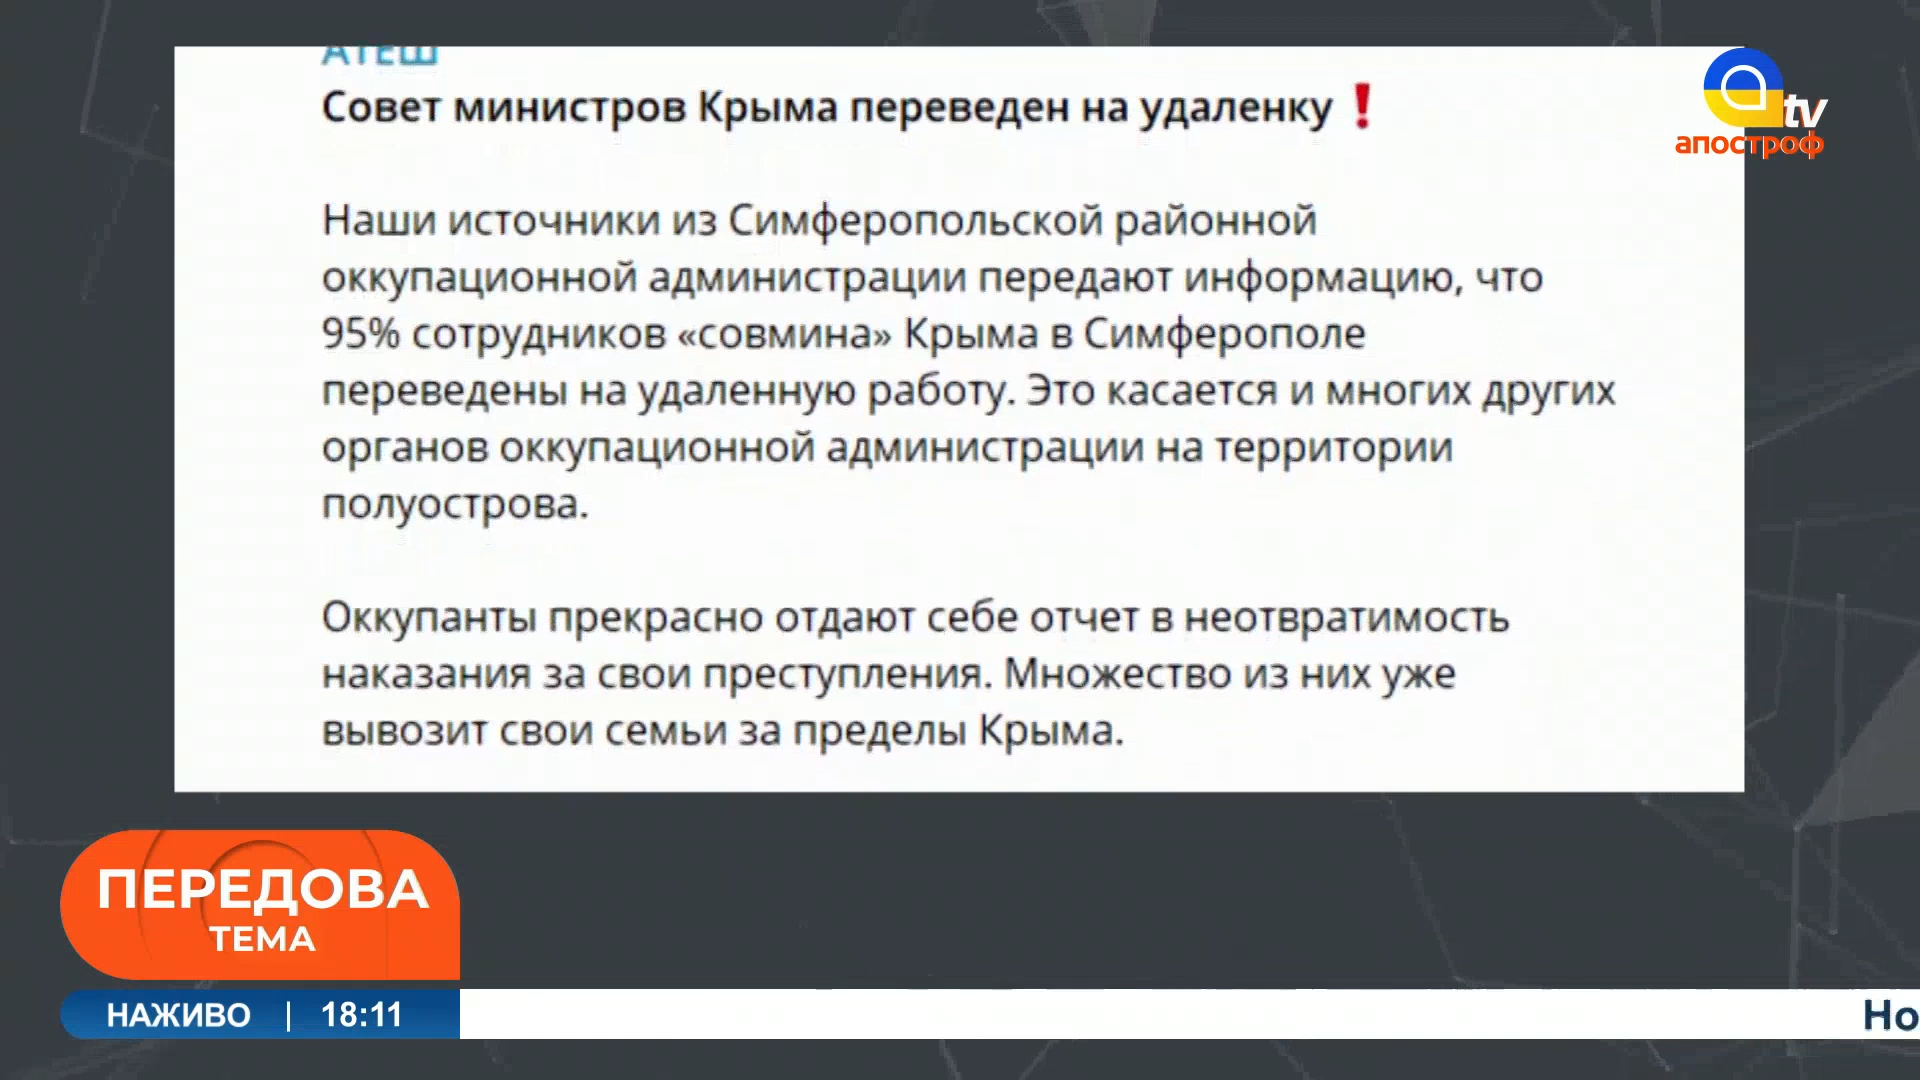 АТЕШ
Совет министров Крыма переведен на удаленку❗
Наши источники из Симферопольской районной
оккупационной администрации передают информацию, что
95% сотрудников «совмина» Крыма в Симферополе
переведены на удаленную работу. Это касается и многих других
органов оккупационной администрации на территории
полуострова.
Оккупанты прекрасно отдают себе отчет в неотвратимость
наказания за свои преступления. Множество из них уже
вывозит свои семьи за пределы Крыма.
tv
апостроф
ПЕРЕДОВА
ТЕМА
НАЖИВО | 18:11
Но